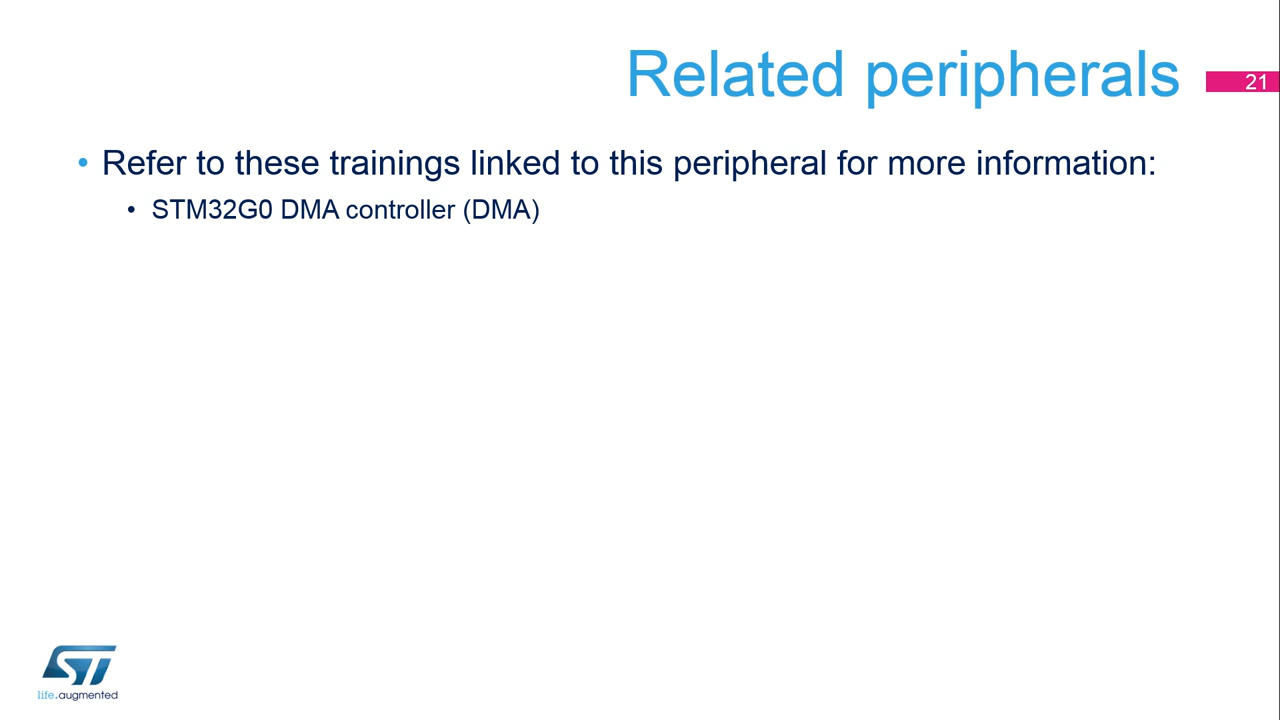 Related peripherals
21
• Refer to these trainings linked to this peripheral for more information:
• STM32G0 DMA controller (DMA)
ST
life.augmented